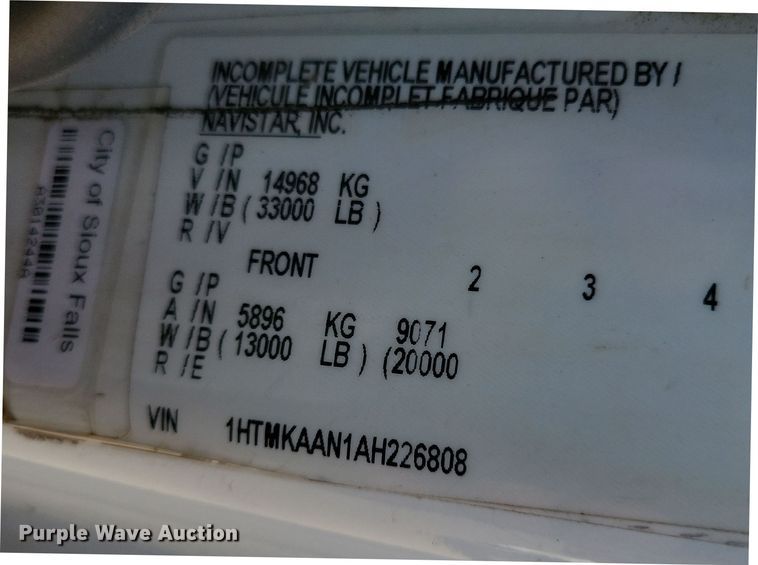 INCOMPLETE VEHICLE MANUFACTURED BY /
(VEHICULE INCOMPLET FABRIQUE PAR)
NAVISTAR, INC.
G /P
V /N 14968 KG
W /B ( 33000 LB )
R /V
FRONT 2 3 4
G /P
A /N 5896 KG 9071
W /B ( 13000 LB ) (20000
R /E
VIN 1HTMKAAN1AH226808
City of Sioux Falls
Purple Wave Auction